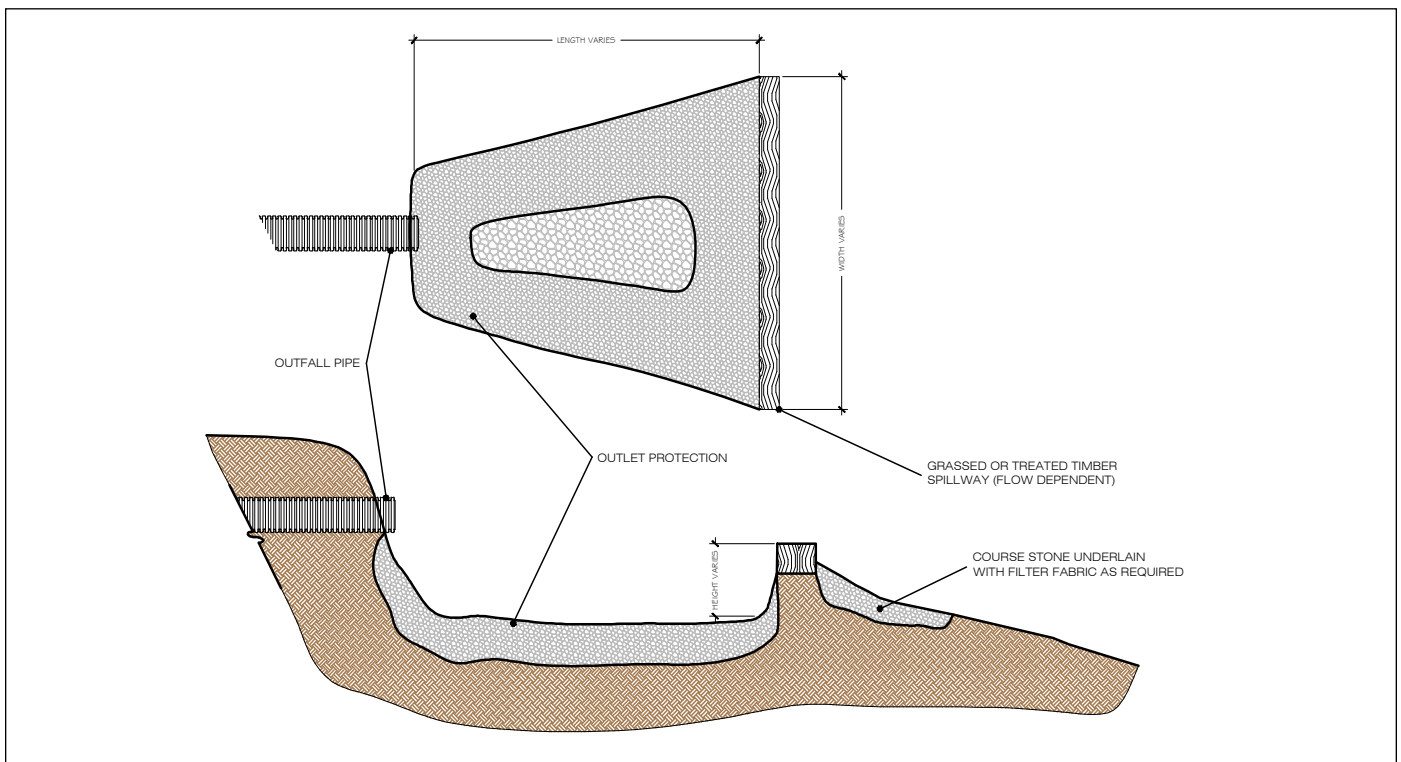 LENGTH VARIES
WIDTH VARIES
OUTFALL PIPE
OUTLET PROTECTION
GRASSED OR TREATED TIMBER
SPILLWAY (FLOW DEPENDENT)
HEIGHT VARIES
COURSE STONE UNDERLAIN
WITH FILTER FABRIC AS REQUIRED